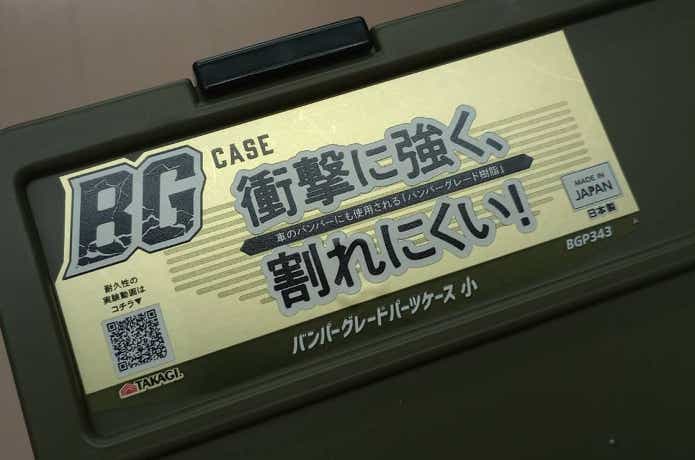 BG CASE
衝撃に強く、
車のバンパーにも使用される「バンパーグレード樹脂」
割れにくい!
MADE IN
JAPAN
日本製
BGP343
耐久性の
実験動画は
コチラ▼
バンパーグレードパーツケース 小
TAKAGI